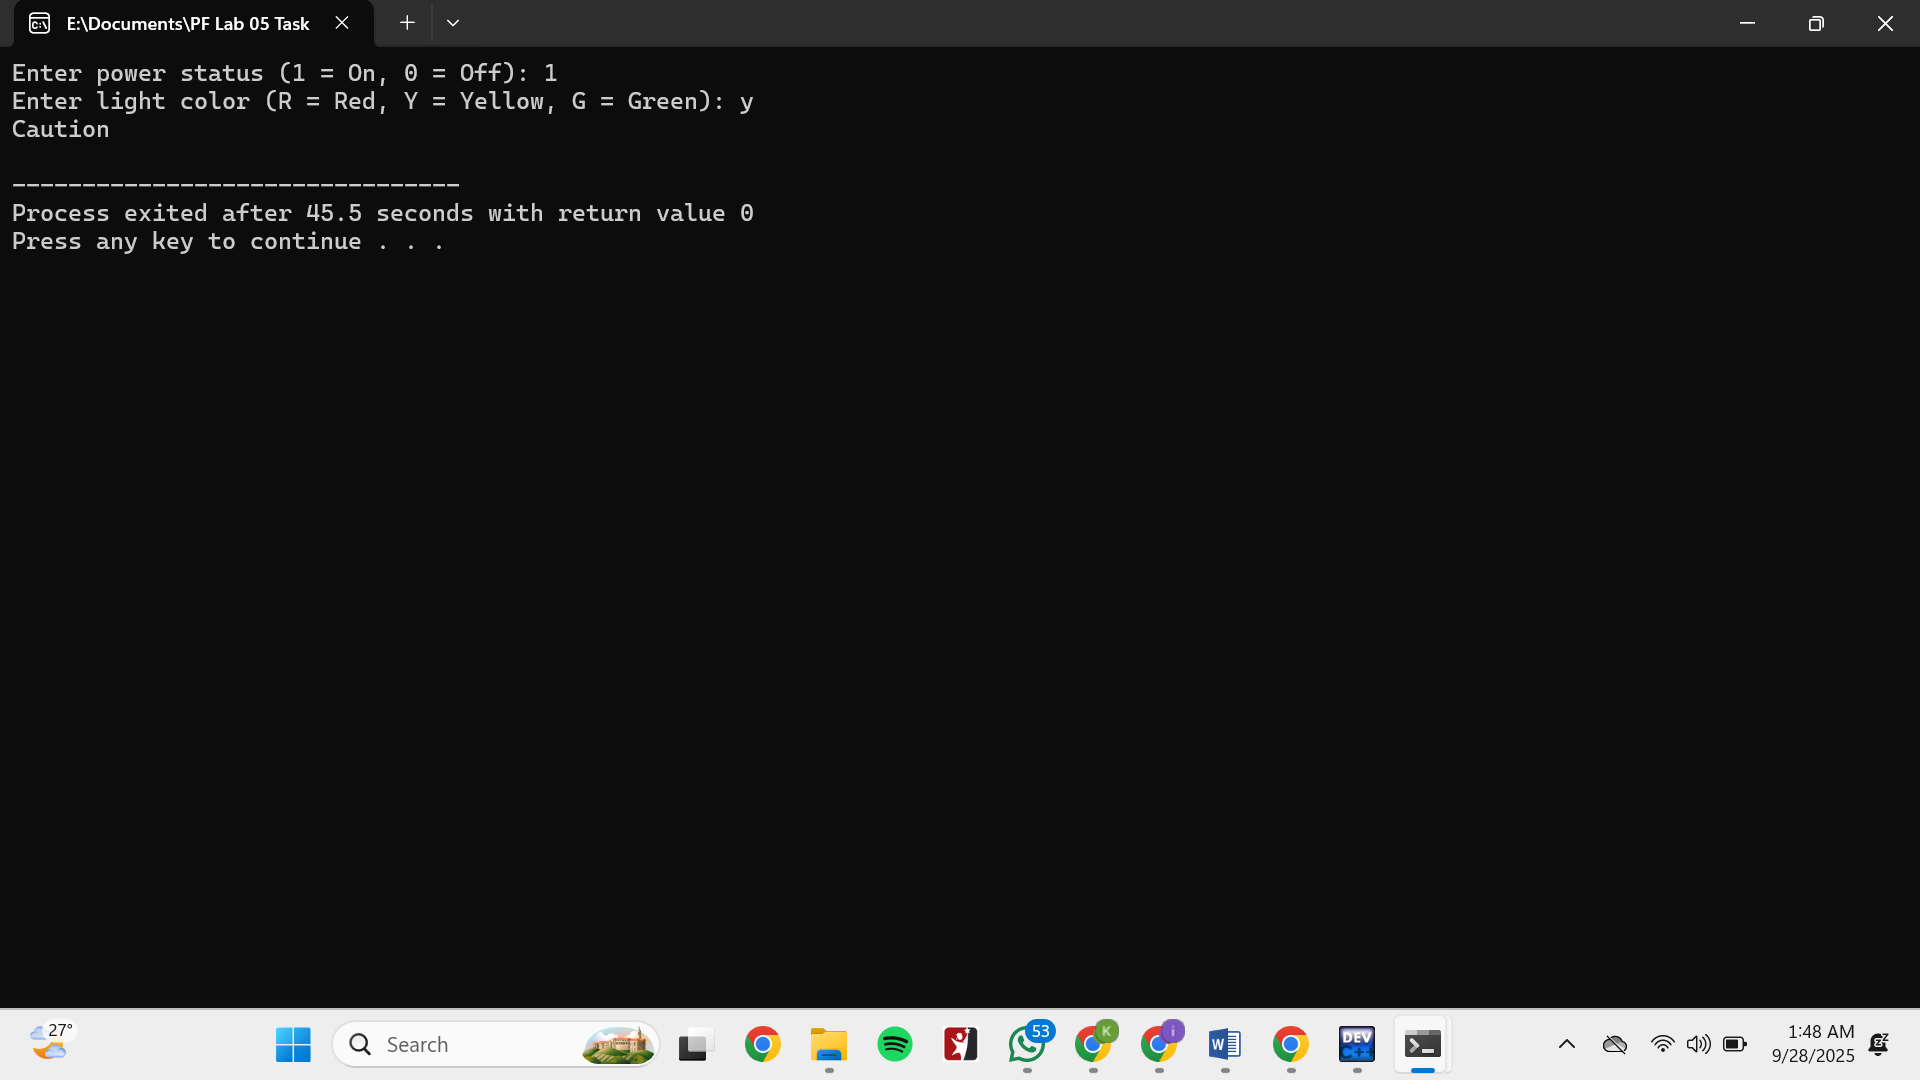 E:\Documents\PF Lab 05 Task
Enter power status (1 = On, 0 = Off): 1
Enter light color (R = Red, Y = Yellow, G = Green): y
Caution
--------------------------------
Process exited after 45.5 seconds with return value 0
Press any key to continue . . .
27°
Search
53
K
i
W
DEV
C++
1:48 AM
9/28/2025